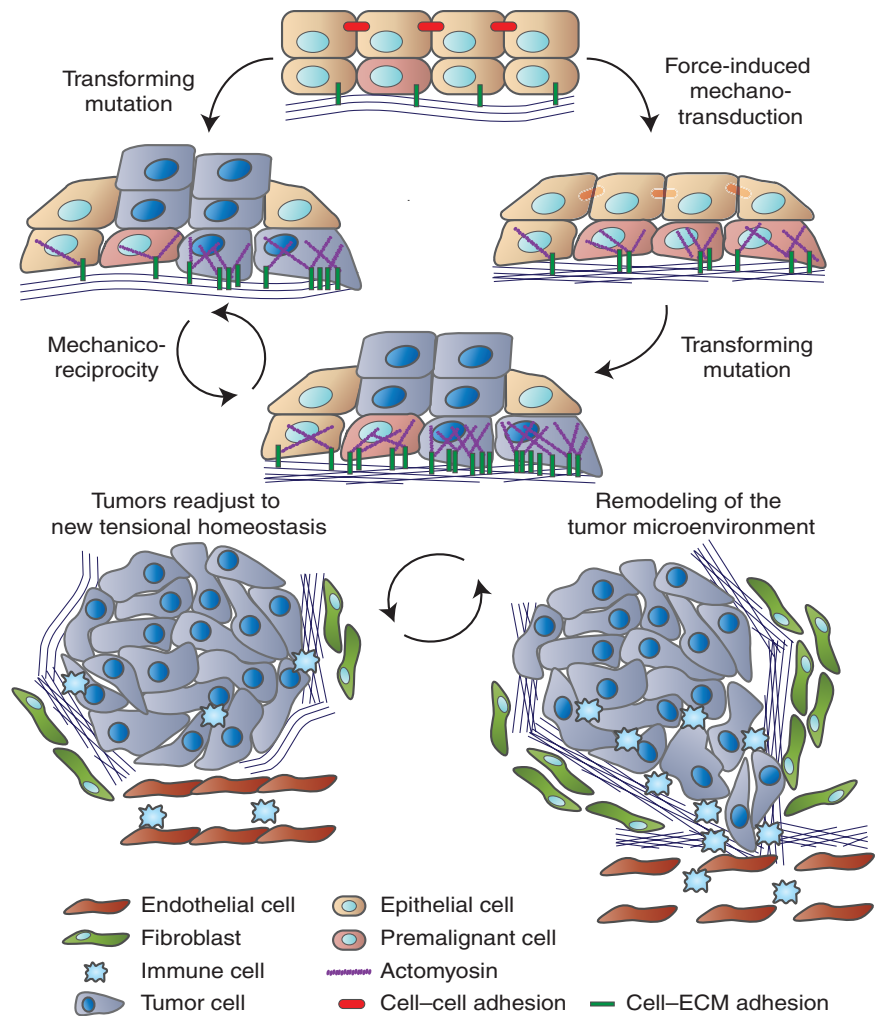 Transforming
mutation
Force-induced
mechano-
transduction
Mechanico-
reciprocity
Transforming
mutation
Tumors readjust to
new tensional homeostasis
Remodeling of the
tumor microenvironment
Endothelial cell
Epithelial cell
Fibroblast
Premalignant cell
Immune cell
Actomyosin
Tumor cell
Cell–cell adhesion
Cell–ECM adhesion